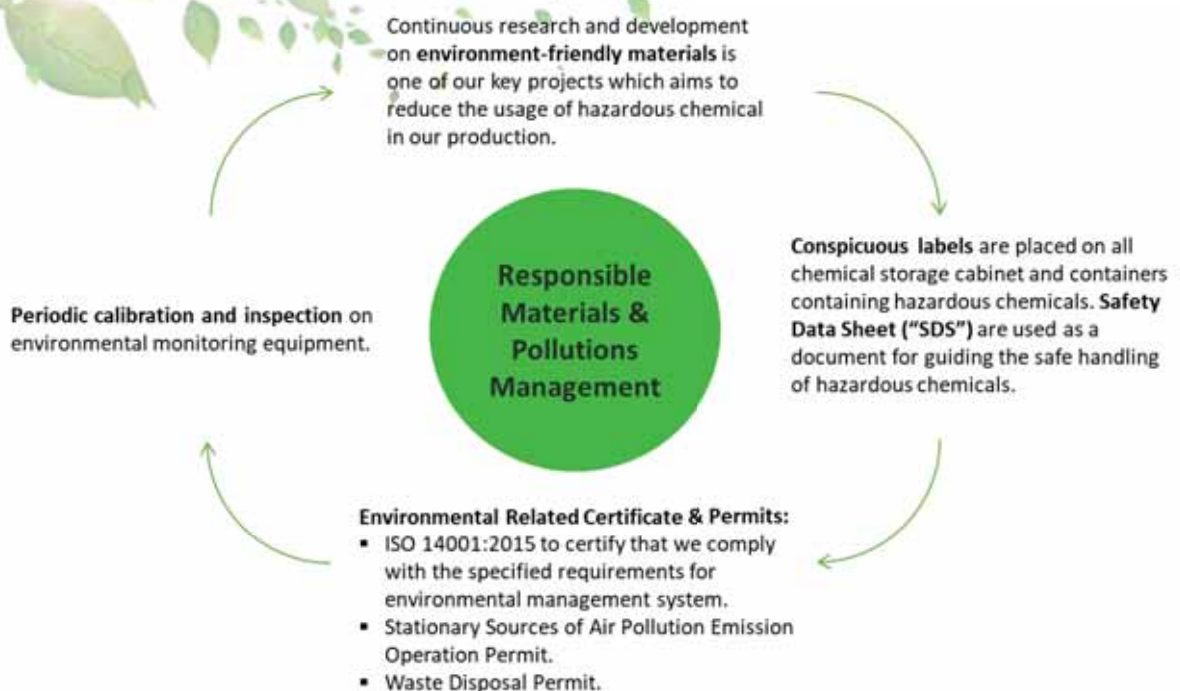 Continuous research and development
on environment-friendly materials is
one of our key projects which aims to
reduce the usage of hazardous chemical
in our production.
Conspicuous labels are placed on all
chemical storage cabinet and containers
containing hazardous chemicals. Safety
Data Sheet (“SDS”) are used as a
document for guiding the safe handling
of hazardous chemicals.
Environmental Related Certificate & Permits:
▪ ISO 14001:2015 to certify that we comply
with the specified requirements for
environmental management system.
▪ Stationary Sources of Air Pollution Emission
Operation Permit.
▪ Waste Disposal Permit.
Periodic calibration and inspection on
environmental monitoring equipment.
Responsible
Materials &
Pollutions
Management